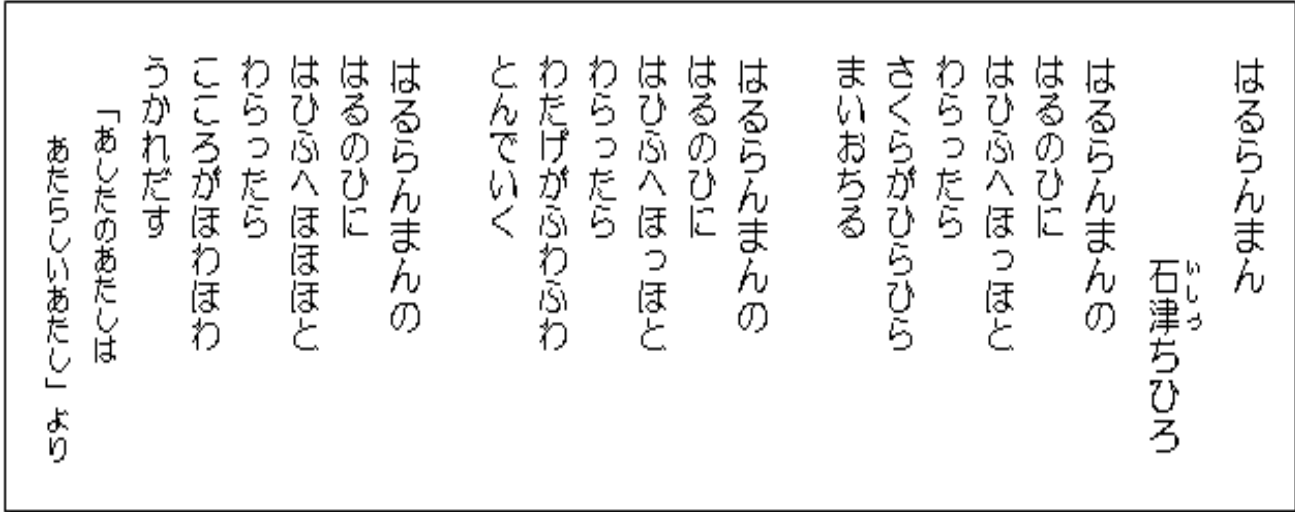 はるらんまん
石津ちひろ
いしづ
はるらんまんの
はるのひに
はひふへほっほと
わらったら
さくらがひらひら
まいおちる
はるらんまんの
はるのひに
はひふへほっほと
わらったら
わたげがふわふわ
とんでいく
はるらんまんの
はるのひに
はひふへほほほと
わらったら
こころがほわほわ
うかれだす
「あしたのあたしは
あたらしいあたし」より